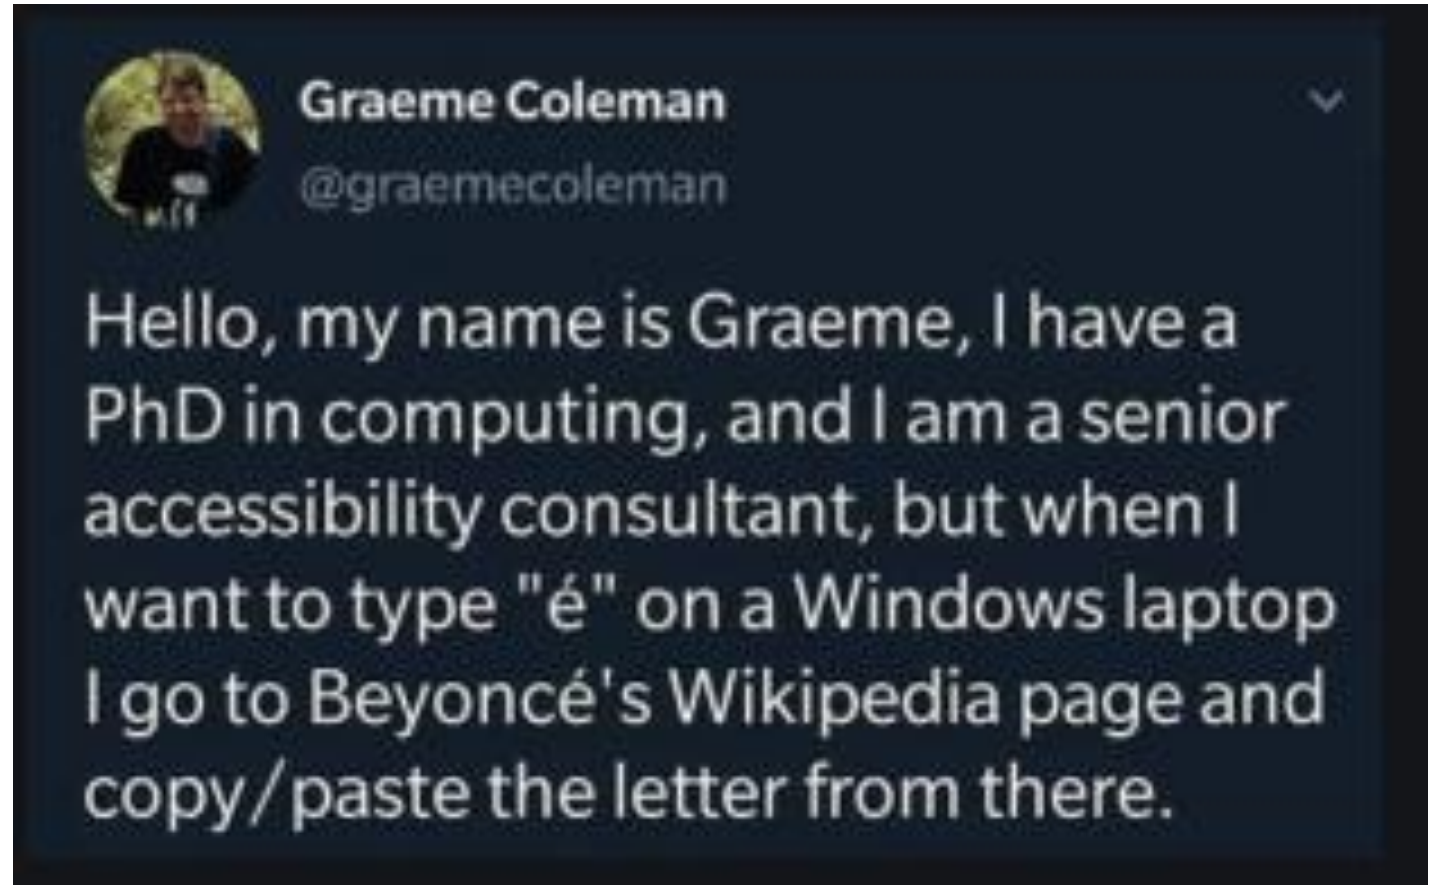 Graeme Coleman
@graemecoleman
Hello, my name is Graeme, I have a
PhD in computing, and I am a senior
accessibility consultant, but when I
want to type "é" on a Windows laptop
I go to Beyoncé's Wikipedia page and
copy/paste the letter from there.